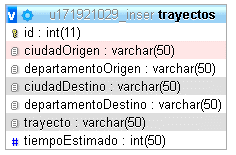 v u171921029_inser trayectos
id : int(11)
ciudadOrigen : varchar(50)
departamentoOrigen : varchar(50)
ciudadDestino : varchar(50)
departamentoDestino : varchar(50)
trayecto : varchar(50)
# tiempoEstimado : int(50)